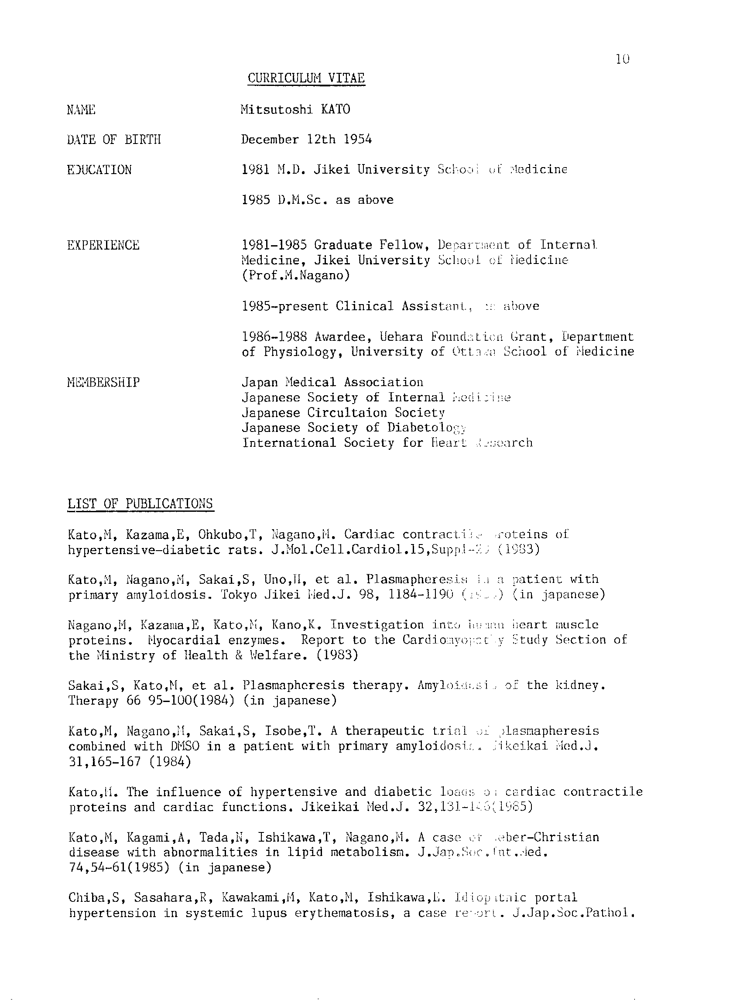 10
CURRICULUM VITAE
NAME Mitsutoshi KATO
DATE OF BIRTH December 12th 1954
EDUCATION 1981 M.D. Jikei University School of Medicine
1985 D.M.Sc. as above
EXPERIENCE 1981-1985 Graduate Fellow, Department of Internal
Medicine, Jikei University School of Medicine
(Prof.M.Nagano)
1985-present Clinical Assistant, as above
1986-1988 Awardee, Uehara Foundation Grant, Department
of Physiology, University of Ottawa School of Medicine
MEMBERSHIP Japan Medical Association
Japanese Society of Internal Medicine
Japanese Circultaion Society
Japanese Society of Diabetology
International Society for Heart Research
LIST OF PUBLICATIONS
Kato,M, Kazama,E, Ohkubo,T, Nagano,M. Cardiac contractile proteins of
hypertensive-diabetic rats. J.Mol.Cell.Cardiol.15,Suppl- (1983)
Kato,M, Nagano,M, Sakai,S, Uno,H, et al. Plasmapheresis in a patient with
primary amyloidosis. Tokyo Jikei Med.J. 98, 1184-1190 (in japanese)
Nagano,M, Kazama,E, Kato,M, Kano,K. Investigation into human heart muscle
proteins. Myocardial enzymes. Report to the Cardiomyopathy Study Section of
the Ministry of Health & Welfare. (1983)
Sakai,S, Kato,M, et al. Plasmapheresis therapy. Amyloidosis of the kidney.
Therapy 66 95-100(1984) (in japanese)
Kato,M, Nagano,M, Sakai,S, Isobe,T. A therapeutic trial of plasmapheresis
combined with DMSO in a patient with primary amyloidosis. Jikeikai Med.J.
31,165-167 (1984)
Kato,M. The influence of hypertensive and diabetic loads on cardiac contractile
proteins and cardiac functions. Jikeikai Med.J. 32,131- (1985)
Kato,M, Kagami,A, Tada,N, Ishikawa,T, Nagano,M. A case of Weber-Christian
disease with abnormalities in lipid metabolism. J.Jap.Soc.Int.Med.
74,54-61(1985) (in japanese)
Chiba,S, Sasahara,R, Kawakami,M, Kato,M, Ishikawa,E. Idiopathic portal
hypertension in systemic lupus erythematosis, a case report. J.Jap.Soc.Pathol.